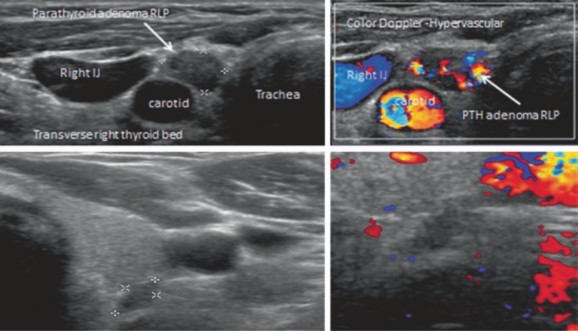 Parathyroid adenoma RLP
Right IJ
carotid
Trachea
Transverse right thyroid bed
Color Doppler -Hypervascular
Right IJ
carotid
PTH adenoma RLP